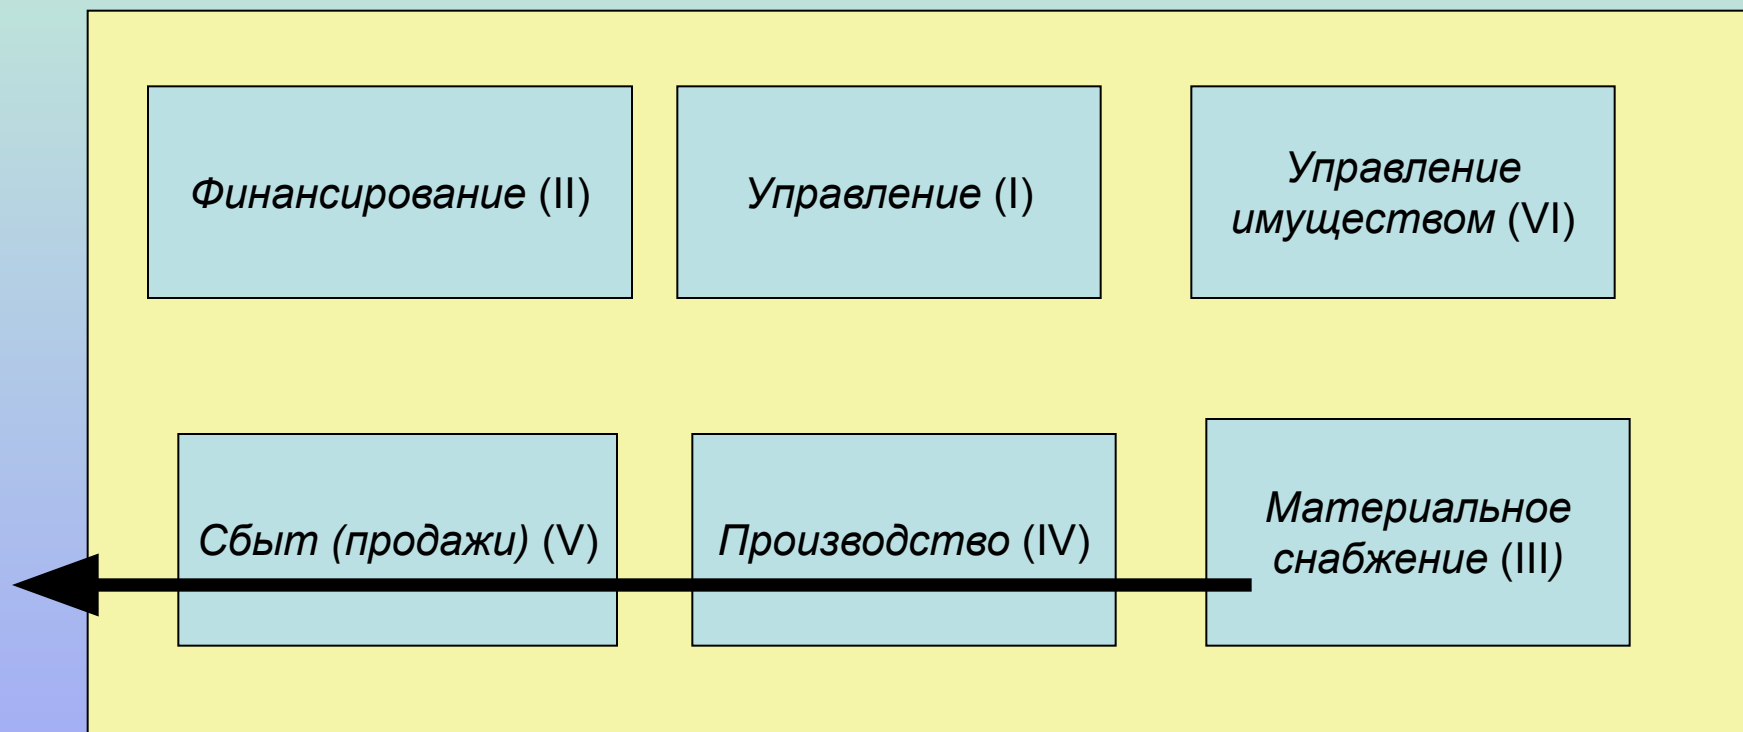 Финансирование (II)
Управление (I)
Управление
имуществом (VI)
Сбыт (продажи) (V)
Производство (IV)
Материальное
снабжение (III)